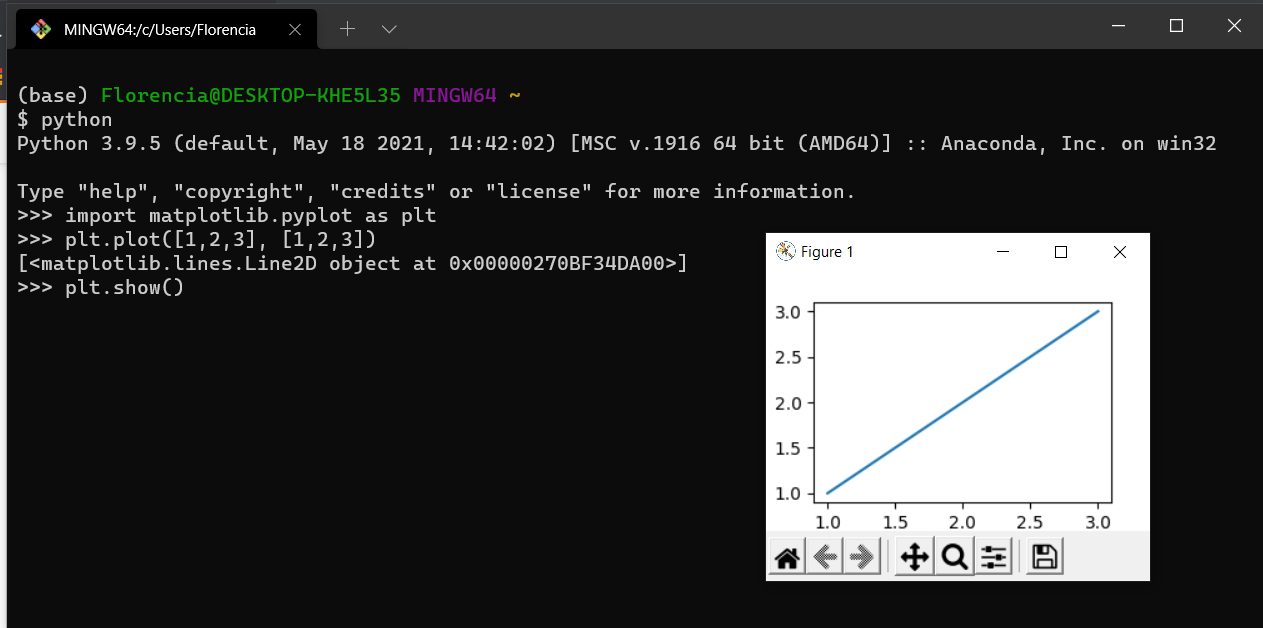 MINGW64:/c/Users/Florencia
(base) Florencia@DESKTOP-KHE5L35 MINGW64 ~
$ python
Python 3.9.5 (default, May 18 2021, 14:42:02) [MSC v.1916 64 bit (AMD64)] :: Anaconda, Inc. on win32
Type "help", "copyright", "credits" or "license" for more information.
>>> import matplotlib.pyplot as plt
>>> plt.plot([1,2,3], [1,2,3])
[<matplotlib.lines.Line2D object at 0x00000270BF34DA00>]
>>> plt.show()
Figure 1
3.0
2.5
2.0
1.5
1.0
1.0 1.5 2.0 2.5 3.0